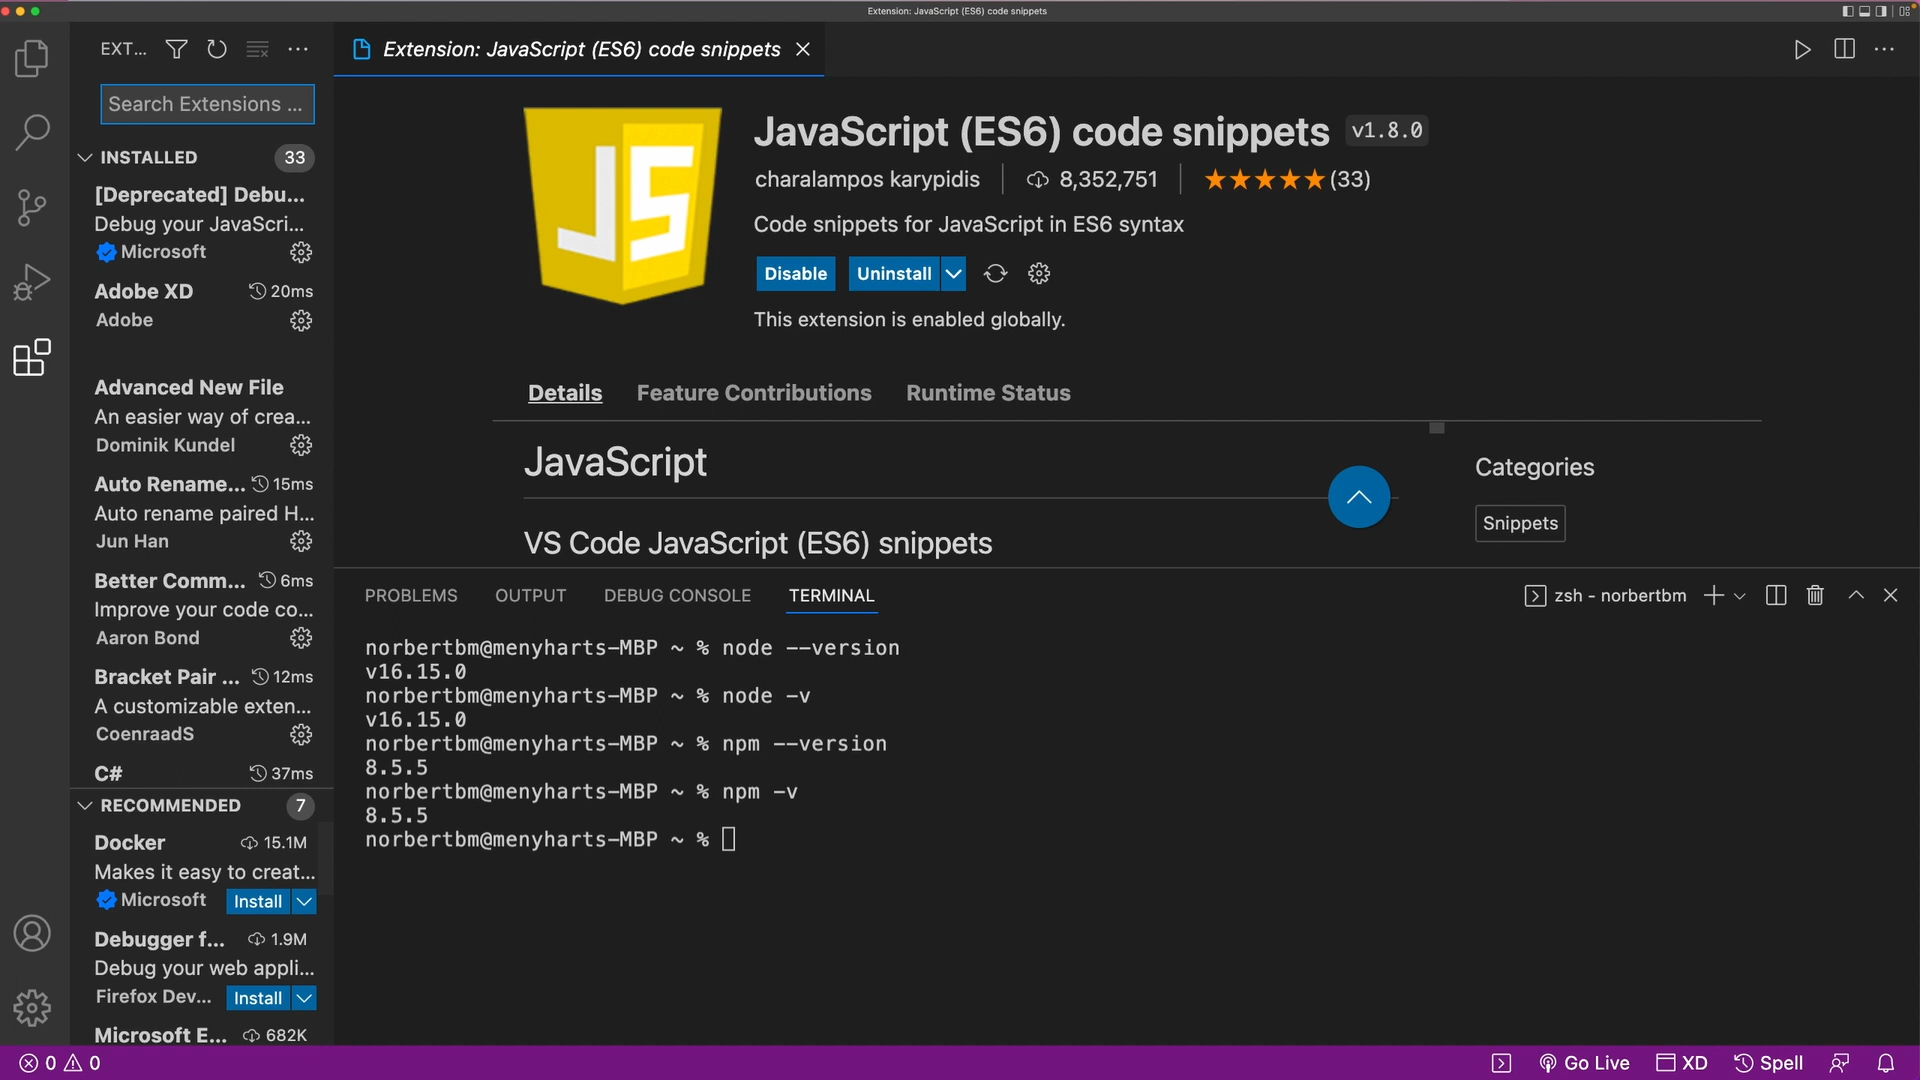 Extension: JavaScript (ES6) code snippets
EXT...
Extension: JavaScript (ES6) code snippets
Search Extensions ...
INSTALLED 33
[Deprecated] Debu...
Debug your JavaScri...
Microsoft
Adobe XD 20ms
Adobe
Advanced New File
An easier way of crea...
Dominik Kundel
Auto Rename... 15ms
Auto rename paired H...
Jun Han
Better Comm... 6ms
Improve your code co...
Aaron Bond
Bracket Pair ... 12ms
A customizable exten...
CoenraadS
C# 37ms
RECOMMENDED 7
Docker 15.1M
Makes it easy to creat...
Microsoft Install
Debugger f... 1.9M
Debug your web appli...
Firefox Dev... Install
Microsoft E... 682K
JS
JavaScript (ES6) code snippets v1.8.0
charalampos karypidis 8,352,751 (33)
Code snippets for JavaScript in ES6 syntax
Disable Uninstall
This extension is enabled globally.
Details Feature Contributions Runtime Status
JavaScript
VS Code JavaScript (ES6) snippets
Categories
Snippets
PROBLEMS OUTPUT DEBUG CONSOLE TERMINAL zsh - norbertbm
norbertbm@menyharts-MBP ~ % node --version
v16.15.0
norbertbm@menyharts-MBP ~ % node -v
v16.15.0
norbertbm@menyharts-MBP ~ % npm --version
8.5.5
norbertbm@menyharts-MBP ~ % npm -v
8.5.5
norbertbm@menyharts-MBP ~ %
0 0 Go Live XD Spell